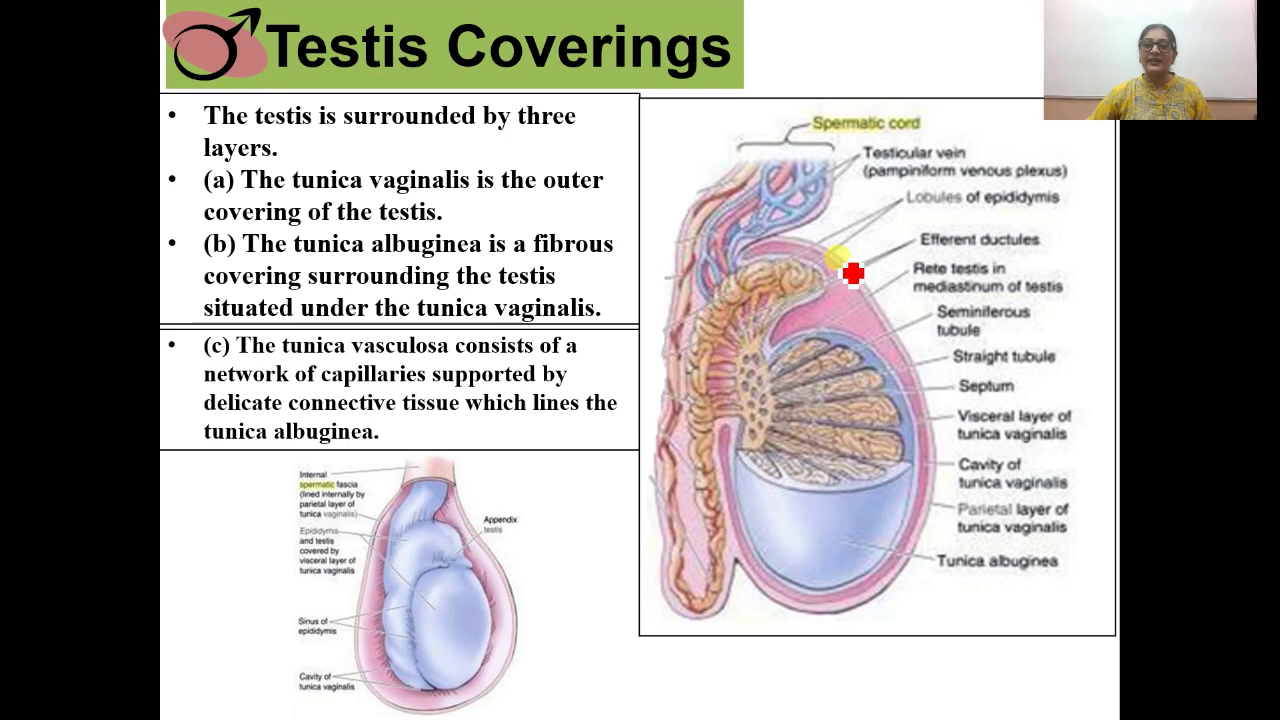 Testis Coverings
• The testis is surrounded by three
layers.
• (a) The tunica vaginalis is the outer
covering of the testis.
• (b) The tunica albuginea is a fibrous
covering surrounding the testis
situated under the tunica vaginalis.
• (c) The tunica vasculosa consists of a
network of capillaries supported by
delicate connective tissue which lines the
tunica albuginea.
Internal
spermatic fascia
(lined internally by
parietal layer of
tunica vaginalis)
Epididymis
and testis
covered by
visceral layer of
tunica vaginalis
Sinus of
epididymis
Cavity of
tunica vaginalis
Appendix
testis
Spermatic cord
Testicular vein
(pampiniform venous plexus)
Lobules of epididymis
Efferent ductules
Rete testis in
mediastinum of testis
Seminiferous
tubule
Straight tubule
Septum
Visceral layer of
tunica vaginalis
Cavity of
tunica vaginalis
Parietal layer of
tunica vaginalis
Tunica albuginea